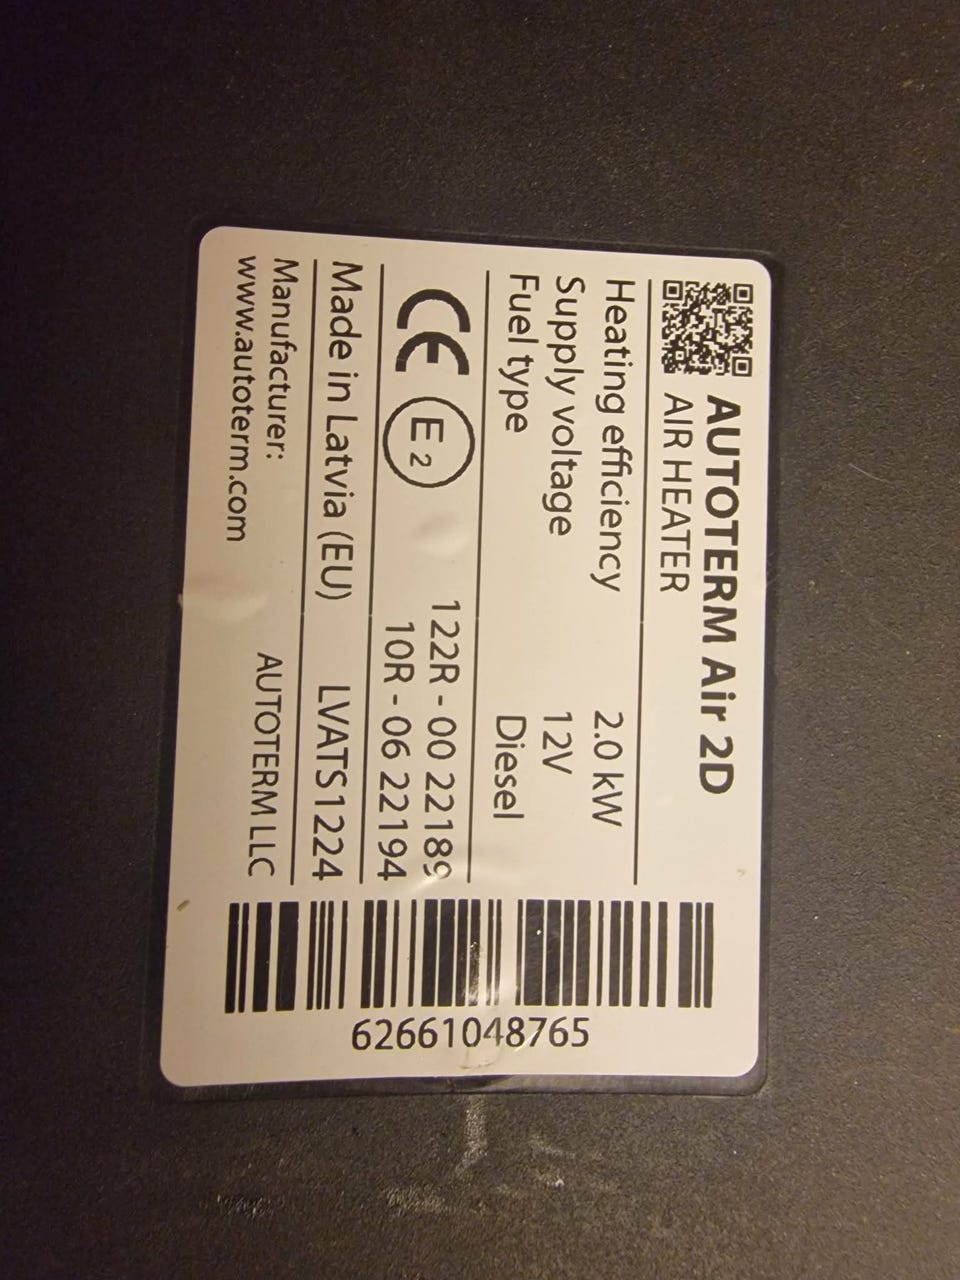 AUTOTERM Air 2D
AIR HEATER
Heating efficiency 2.0 kW
Supply voltage 12V
Fuel type Diesel
CE E2 122R - 00 22189
10R - 06 22194
Made in Latvia (EU) LVATS1224
Manufacturer: AUTOTERM LLC
www.autoterm.com
62661048765